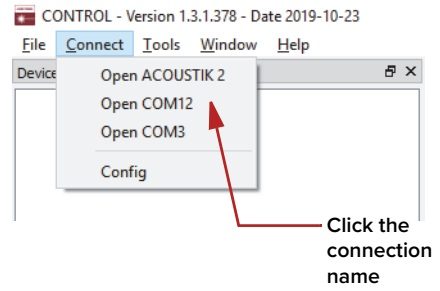 CONTROL - Version 1.3.1.378 - Date 2019-10-23
File Connect Tools Window Help
Device
Open ACOUSTIK 2
Open COM12
Open COM3
Config
Click the
connection
name